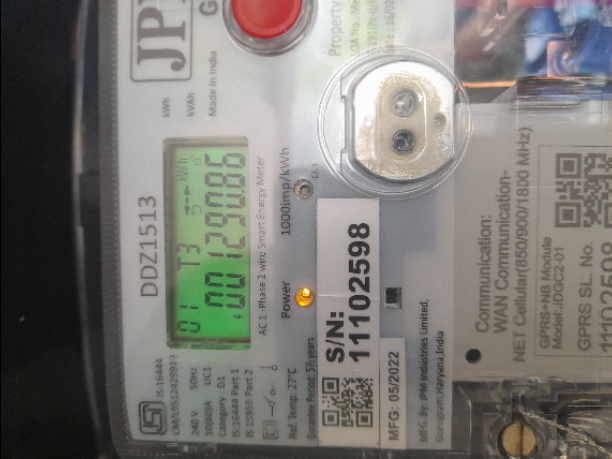 JP
G
kWh
kVAh
Made in India
DDZ1513
01 T3 kWh
001290.86
AC 1-Phase 2 wire Smart Energy Meter
IS:16444
240 V 50Hz
10(60)A UC1
Category D1
IS:16444 Part 1
IS:15959 Part 2
Power
1000imp/kWh
Ref. Temp: 27°C
S/N:
11102598
MFG: 05/2022
MFG. By: JPM Industries Limited,
Gurugram, Haryana, India
Property
Communication:
WAN Communication-
NET Cellular(850/900/1800 MHz)
GPRS+NB Module
Model:JDGC2-01
GPRS SL. No.